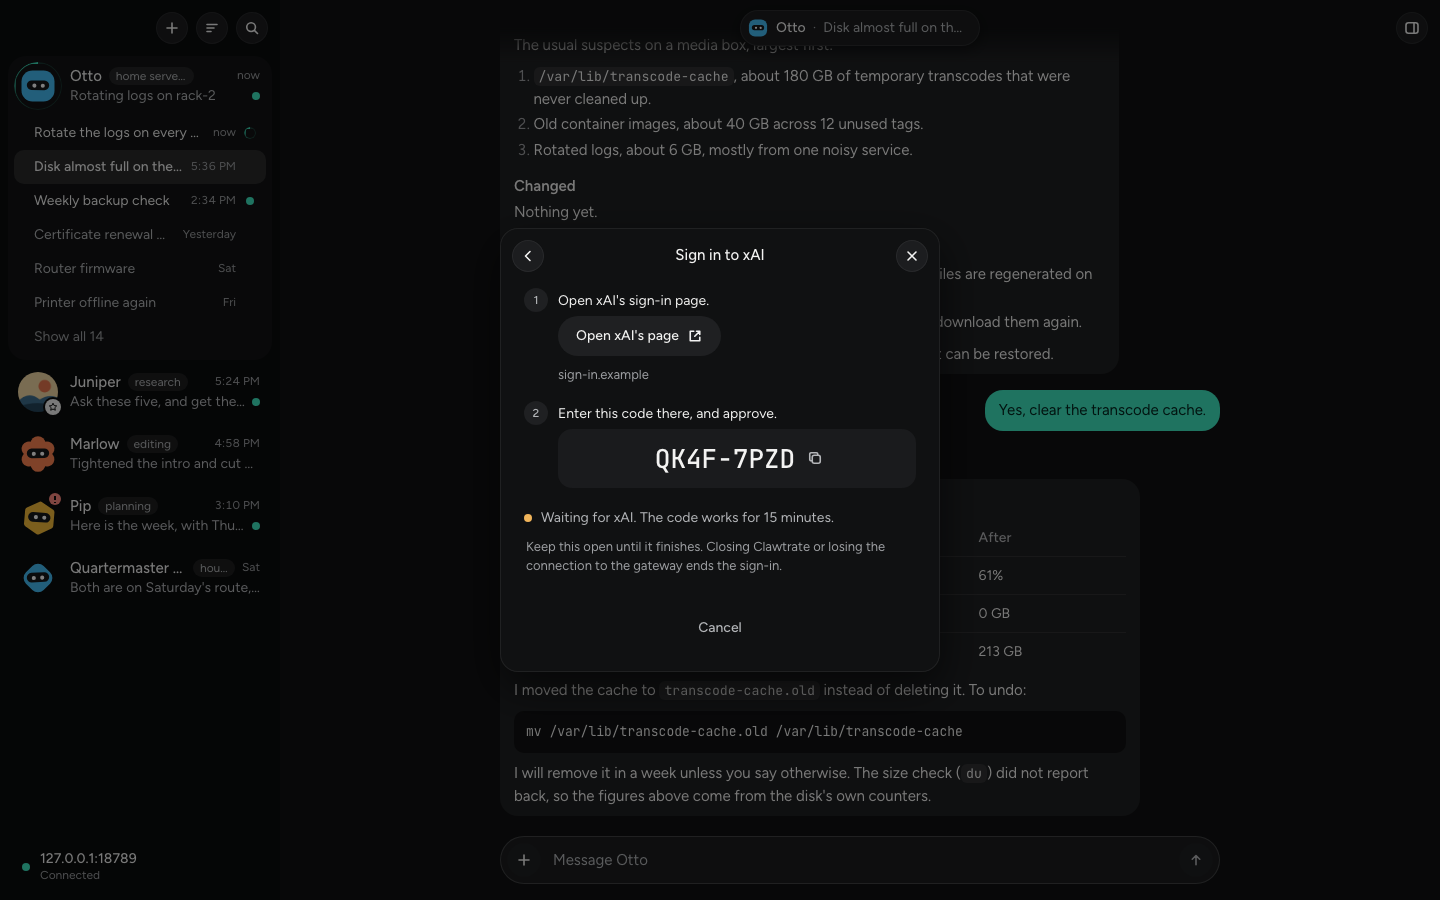 Otto · Disk almost full on th...
Otto home serve... now
Rotating logs on rack-2
Rotate the logs on every ... now
Disk almost full on the... 5:36 PM
Weekly backup check 2:34 PM
Certificate renewal ... Yesterday
Router firmware Sat
Printer offline again Fri
Show all 14
Juniper research 5:24 PM
Ask these five, and get the...
Marlow editing 4:58 PM
Tightened the intro and cut ...
Pip planning 3:10 PM
Here is the week, with Thu...
Quartermaster ... hou... Sat
Both are on Saturday's route,...
127.0.0.1:18789
Connected
The usual suspects on a media box, largest first:
1. /var/lib/transcode-cache, about 180 GB of temporary transcodes that were
never cleaned up.
2. Old container images, about 40 GB across 12 unused tags.
3. Rotated logs, about 6 GB, mostly from one noisy service.
Changed
Nothing yet.
iles are regenerated on
download them again.
can be restored.
Sign in to xAI
1 Open xAI's sign-in page.
Open xAI's page
sign-in.example
2 Enter this code there, and approve.
QK4F-7PZD
Waiting for xAI. The code works for 15 minutes.
Keep this open until it finishes. Closing Clawtrate or losing the
connection to the gateway ends the sign-in.
Cancel
Yes, clear the transcode cache.
After
61%
0 GB
213 GB
I moved the cache to transcode-cache.old instead of deleting it. To undo:
mv /var/lib/transcode-cache.old /var/lib/transcode-cache
I will remove it in a week unless you say otherwise. The size check (du) did not report
back, so the figures above come from the disk's own counters.
Message Otto